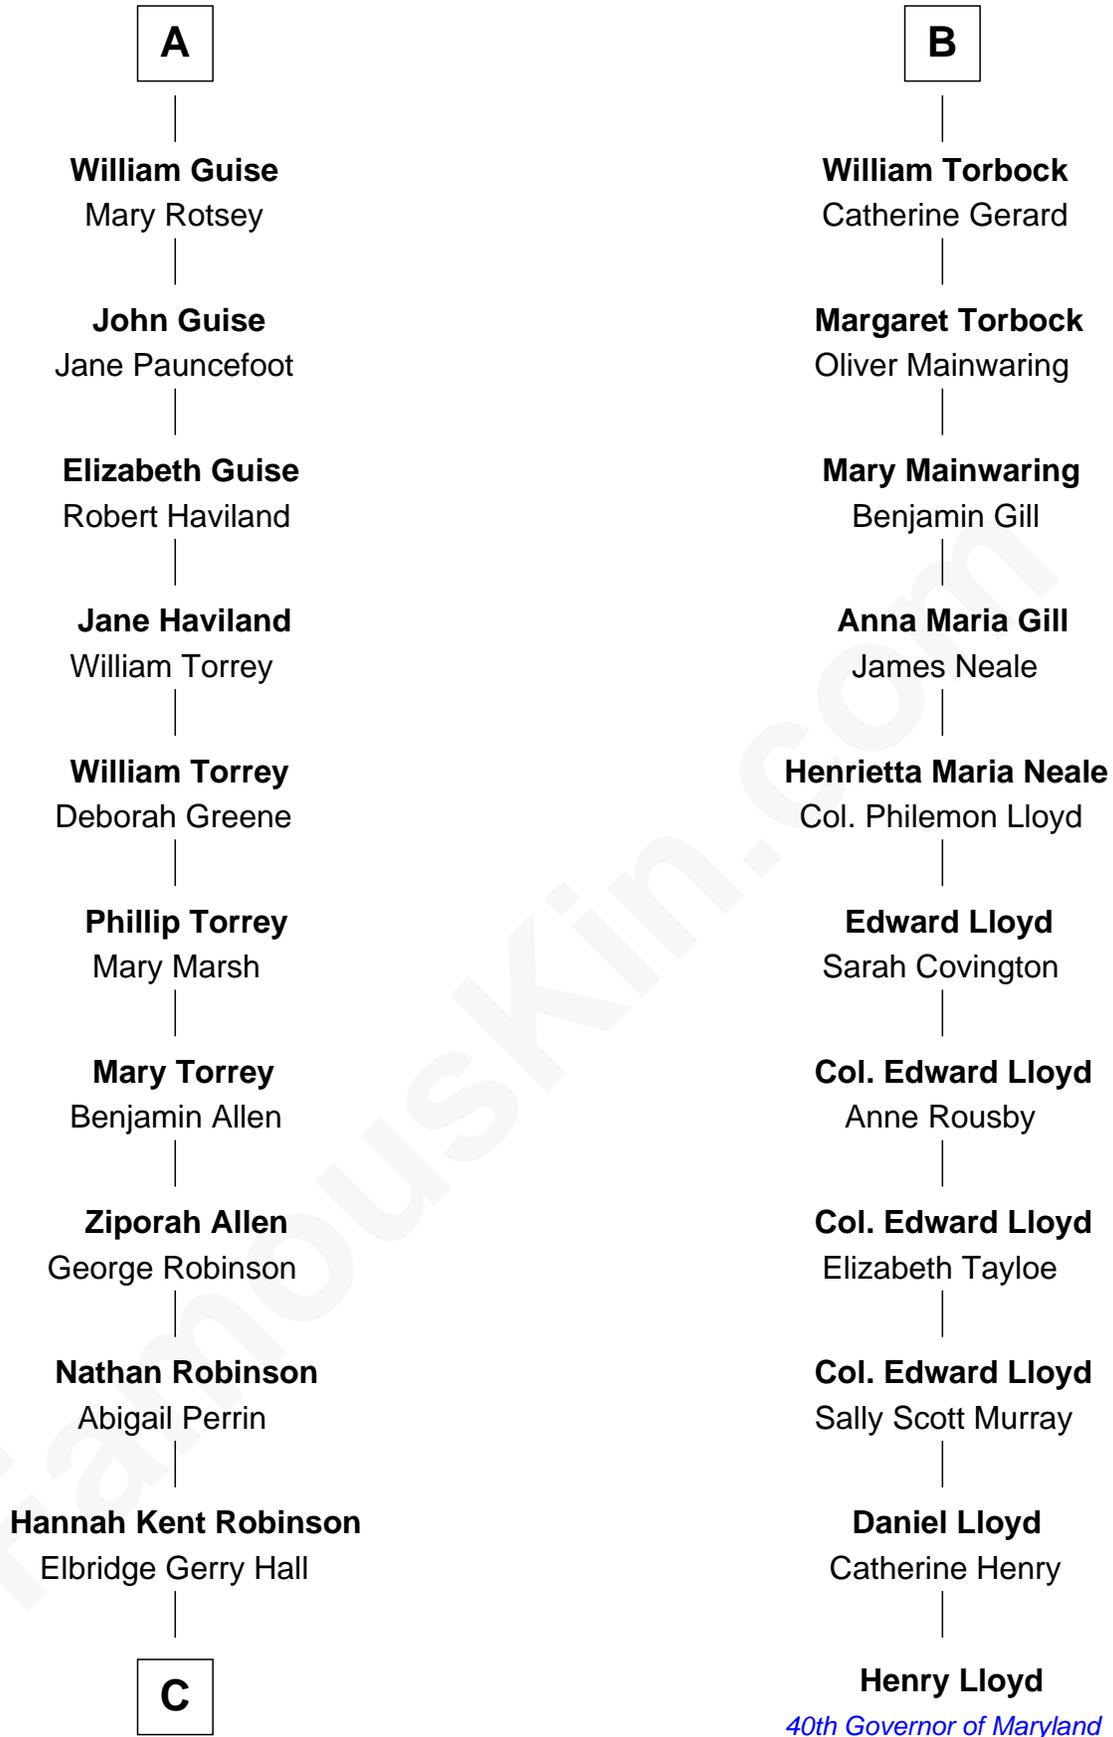 A
William Guise
Mary Rotsey
John Guise
Jane Pauncefoot
Elizabeth Guise
Robert Haviland
Jane Haviland
William Torrey
William Torrey
Deborah Greene
Phillip Torrey
Mary Marsh
Mary Torrey
Benjamin Allen
Ziporah Allen
George Robinson
Nathan Robinson
Abigail Perrin
Hannah Kent Robinson
Elbridge Gerry Hall
C
B
William Torbock
Catherine Gerard
Margaret Torbock
Oliver Mainwaring
Mary Mainwaring
Benjamin Gill
Anna Maria Gill
James Neale
Henrietta Maria Neale
Col. Philemon Lloyd
Edward Lloyd
Sarah Covington
Col. Edward Lloyd
Anne Rousby
Col. Edward Lloyd
Elizabeth Tayloe
Col. Edward Lloyd
Sally Scott Murray
Daniel Lloyd
Catherine Henry
Henry Lloyd
40th Governor of Maryland
famouskin.com